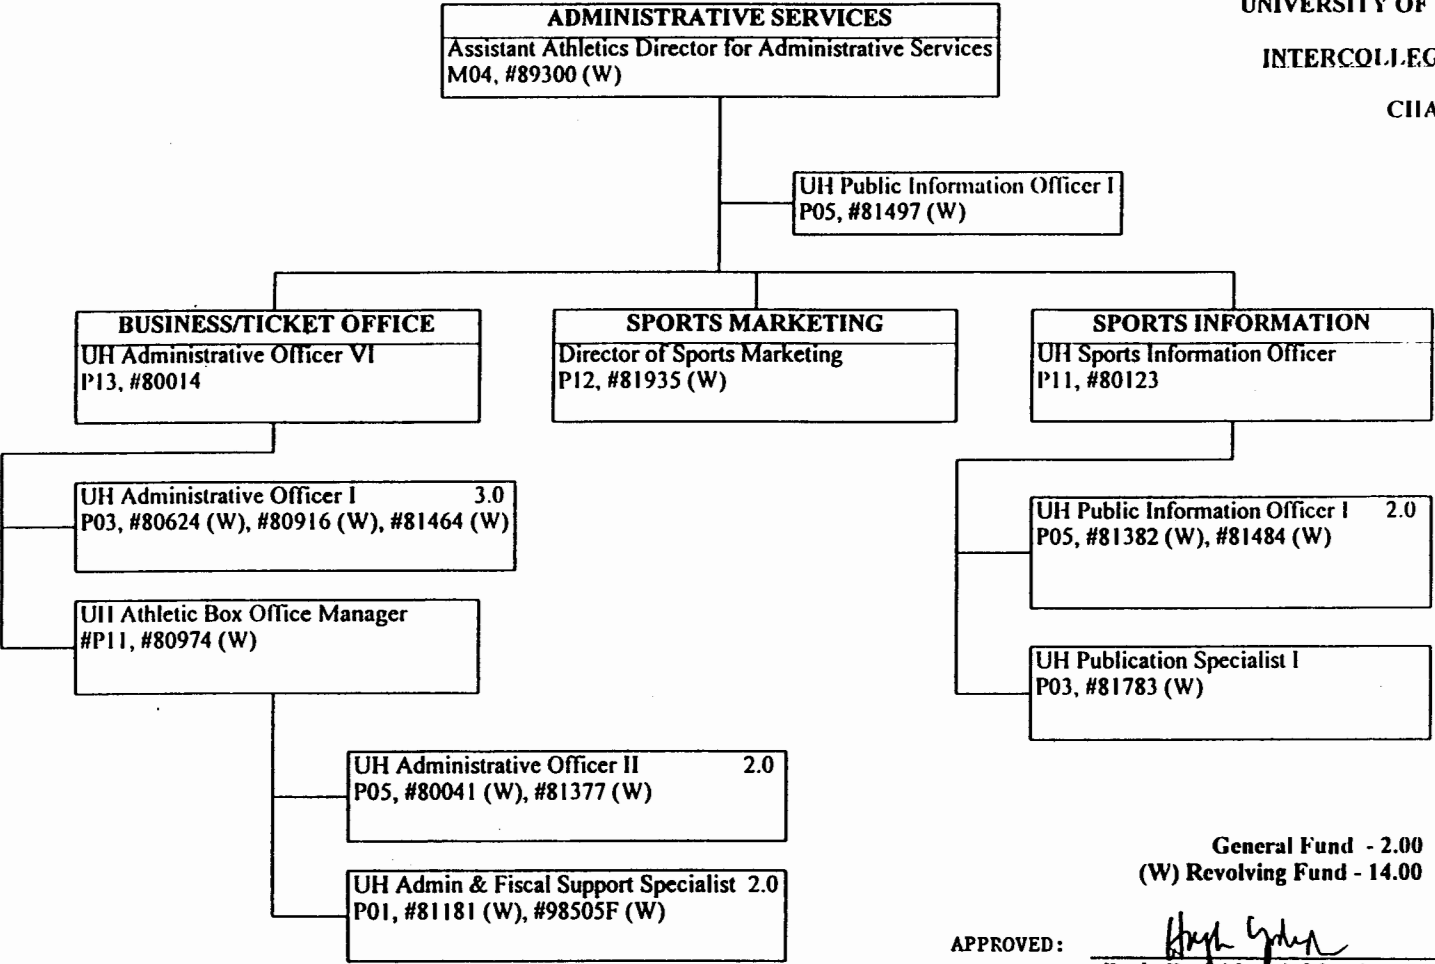 UNIVERSITY OF
INTERCOLLEG
CHA
ADMINISTRATIVE SERVICES
Assistant Athletics Director for Administrative Services
M04, #89300 (W)
UH Public Information Officer I
P05, #81497 (W)
BUSINESS/TICKET OFFICE
UH Administrative Officer VI
P13, #80014
SPORTS MARKETING
Director of Sports Marketing
P12, #81935 (W)
SPORTS INFORMATION
UH Sports Information Officer
P11, #80123
UH Administrative Officer I 3.0
P03, #80624 (W), #80916 (W), #81464 (W)
UH Athletic Box Office Manager
#P11, #80974 (W)
UH Administrative Officer II 2.0
P05, #80041 (W), #81377 (W)
UH Admin & Fiscal Support Specialist 2.0
P01, #81181 (W), #98505F (W)
UH Public Information Officer I 2.0
P05, #81382 (W), #81484 (W)
UH Publication Specialist I
P03, #81783 (W)
General Fund - 2.00
(W) Revolving Fund - 14.00
APPROVED: